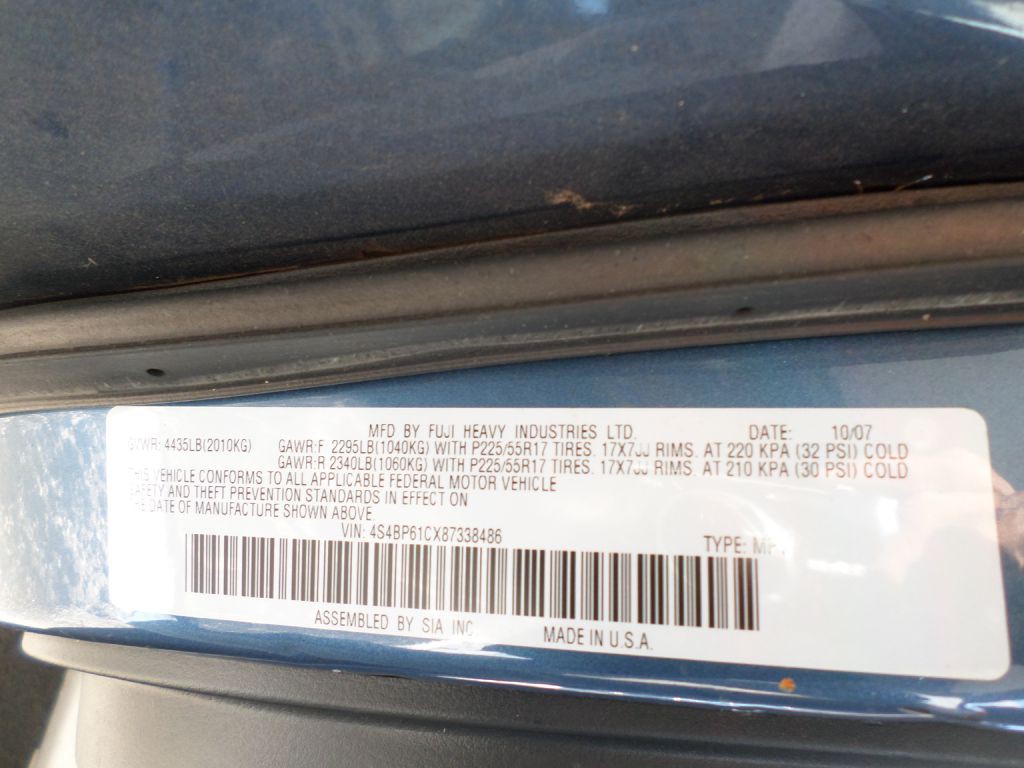 MFD BY FUJI HEAVY INDUSTRIES LTD. DATE: 10/07
GVWR: 4435LB(2010KG) GAWR:F 2295LB(1040KG) WITH P225/55R17 TIRES. 17X7JJ RIMS. AT 220 KPA (32 PSI) COLD
GAWR:R 2340LB(1060KG) WITH P225/55R17 TIRES. 17X7JJ RIMS. AT 210 KPA (30 PSI) COLD
THIS VEHICLE CONFORMS TO ALL APPLICABLE FEDERAL MOTOR VEHICLE
SAFETY AND THEFT PREVENTION STANDARDS IN EFFECT ON
THE DATE OF MANUFACTURE SHOWN ABOVE.
VIN: 4S4BP61CX87338486 TYPE:
ASSEMBLED BY SIA INC MADE IN U.S.A.